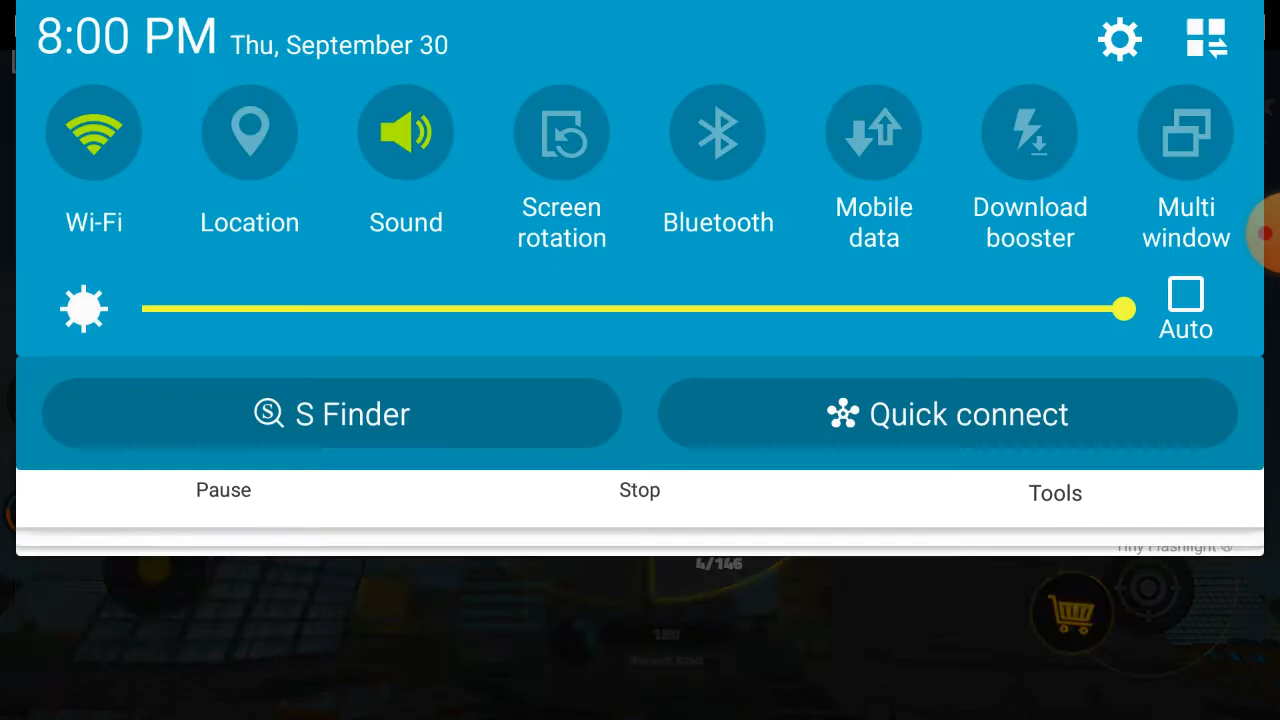 8:00 PM Thu, September 30
Wi-Fi
Location
Sound
Screen
rotation
Bluetooth
Mobile
data
Download
booster
Multi
window
Auto
S Finder
Quick connect
Pause
Stop
Tools
Tiny Flashlight ®
4/146